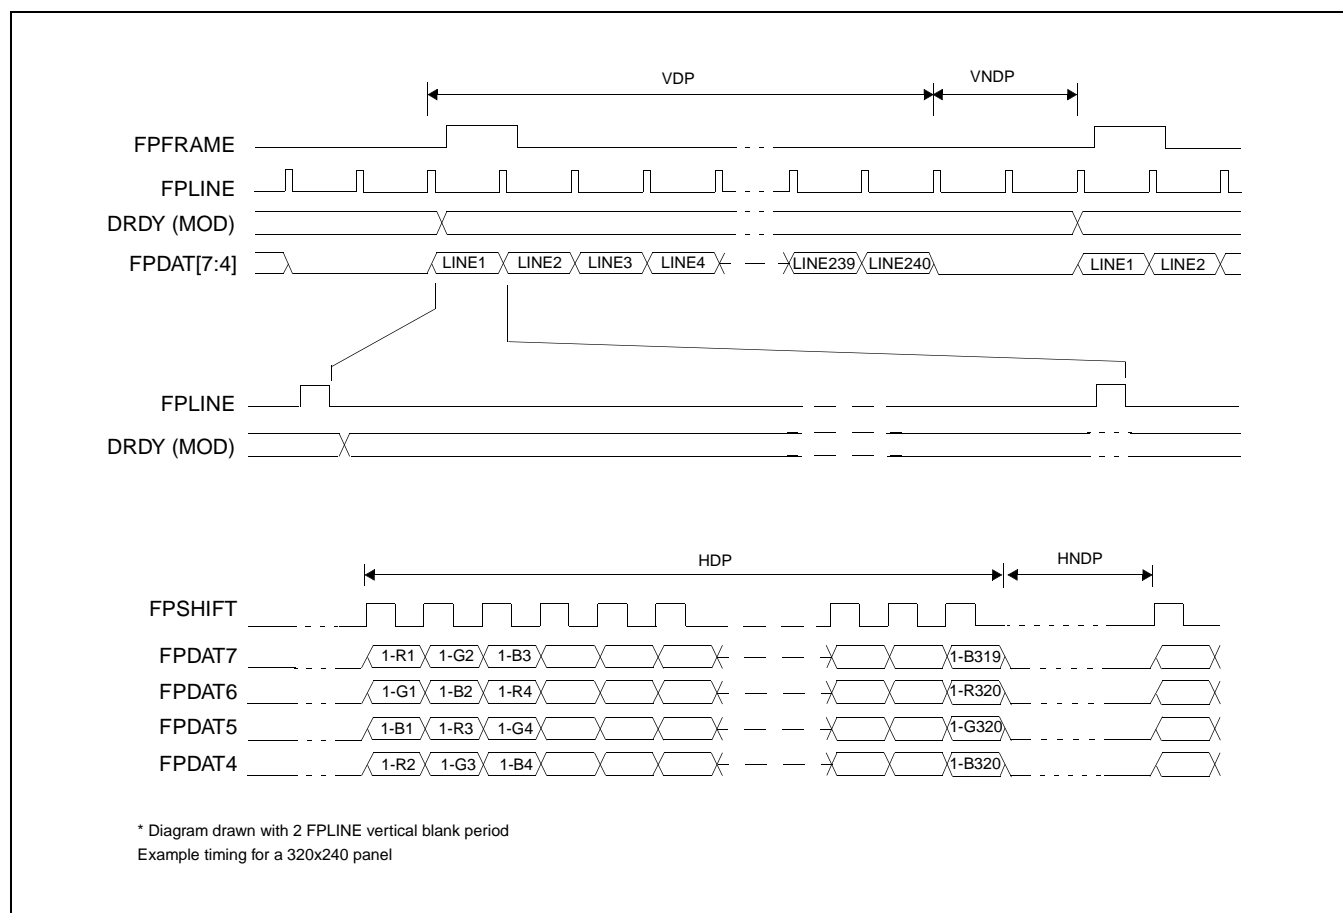 VDP VNDP
FPFRAME
FPLINE
DRDY (MOD)
FPDAT[7:4] LINE1 LINE2 LINE3 LINE4 LINE239 LINE240 LINE1 LINE2
FPLINE
DRDY (MOD)
HDP HNDP
FPSHIFT
FPDAT7 1-R1 1-G2 1-B3 1-B319
FPDAT6 1-G1 1-B2 1-R4 1-R320
FPDAT5 1-B1 1-R3 1-G4 1-G320
FPDAT4 1-R2 1-G3 1-B4 1-B320
* Diagram drawn with 2 FPLINE vertical blank period
Example timing for a 320x240 panel